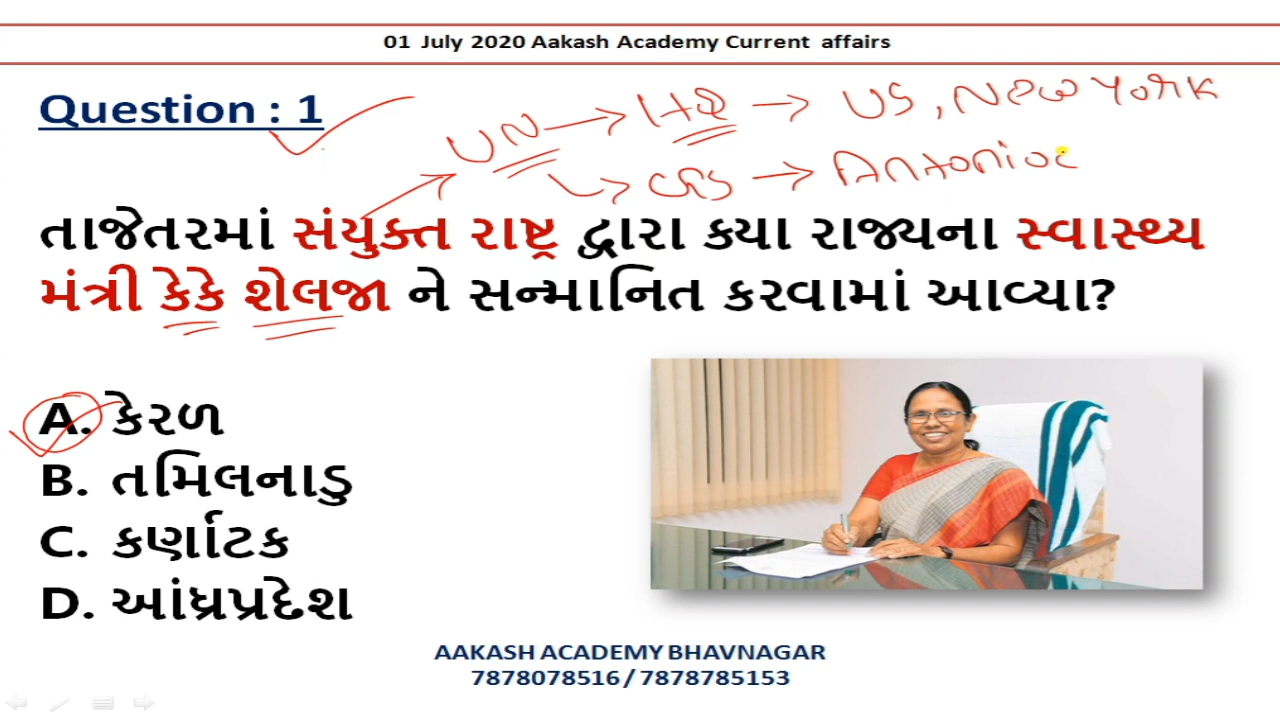 01 July 2020 Aakash Academy Current affairs
Question : 1
UN → HQ → US, New York
→ → Antonio
તાજેતરમાં સંયુક્ત રાષ્ટ્ર દ્વારા કયા રાજ્યના સ્વાસ્થ્ય
મંત્રી કેકે શેલજા ને સન્માનિત કરવામાં આવ્યા?
A. કેરળ
B. તમિલનાડુ
C. કર્ણાટક
D. આંધ્રપ્રદેશ
AAKASH ACADEMY BHAVNAGAR
7878078516 / 7878785153